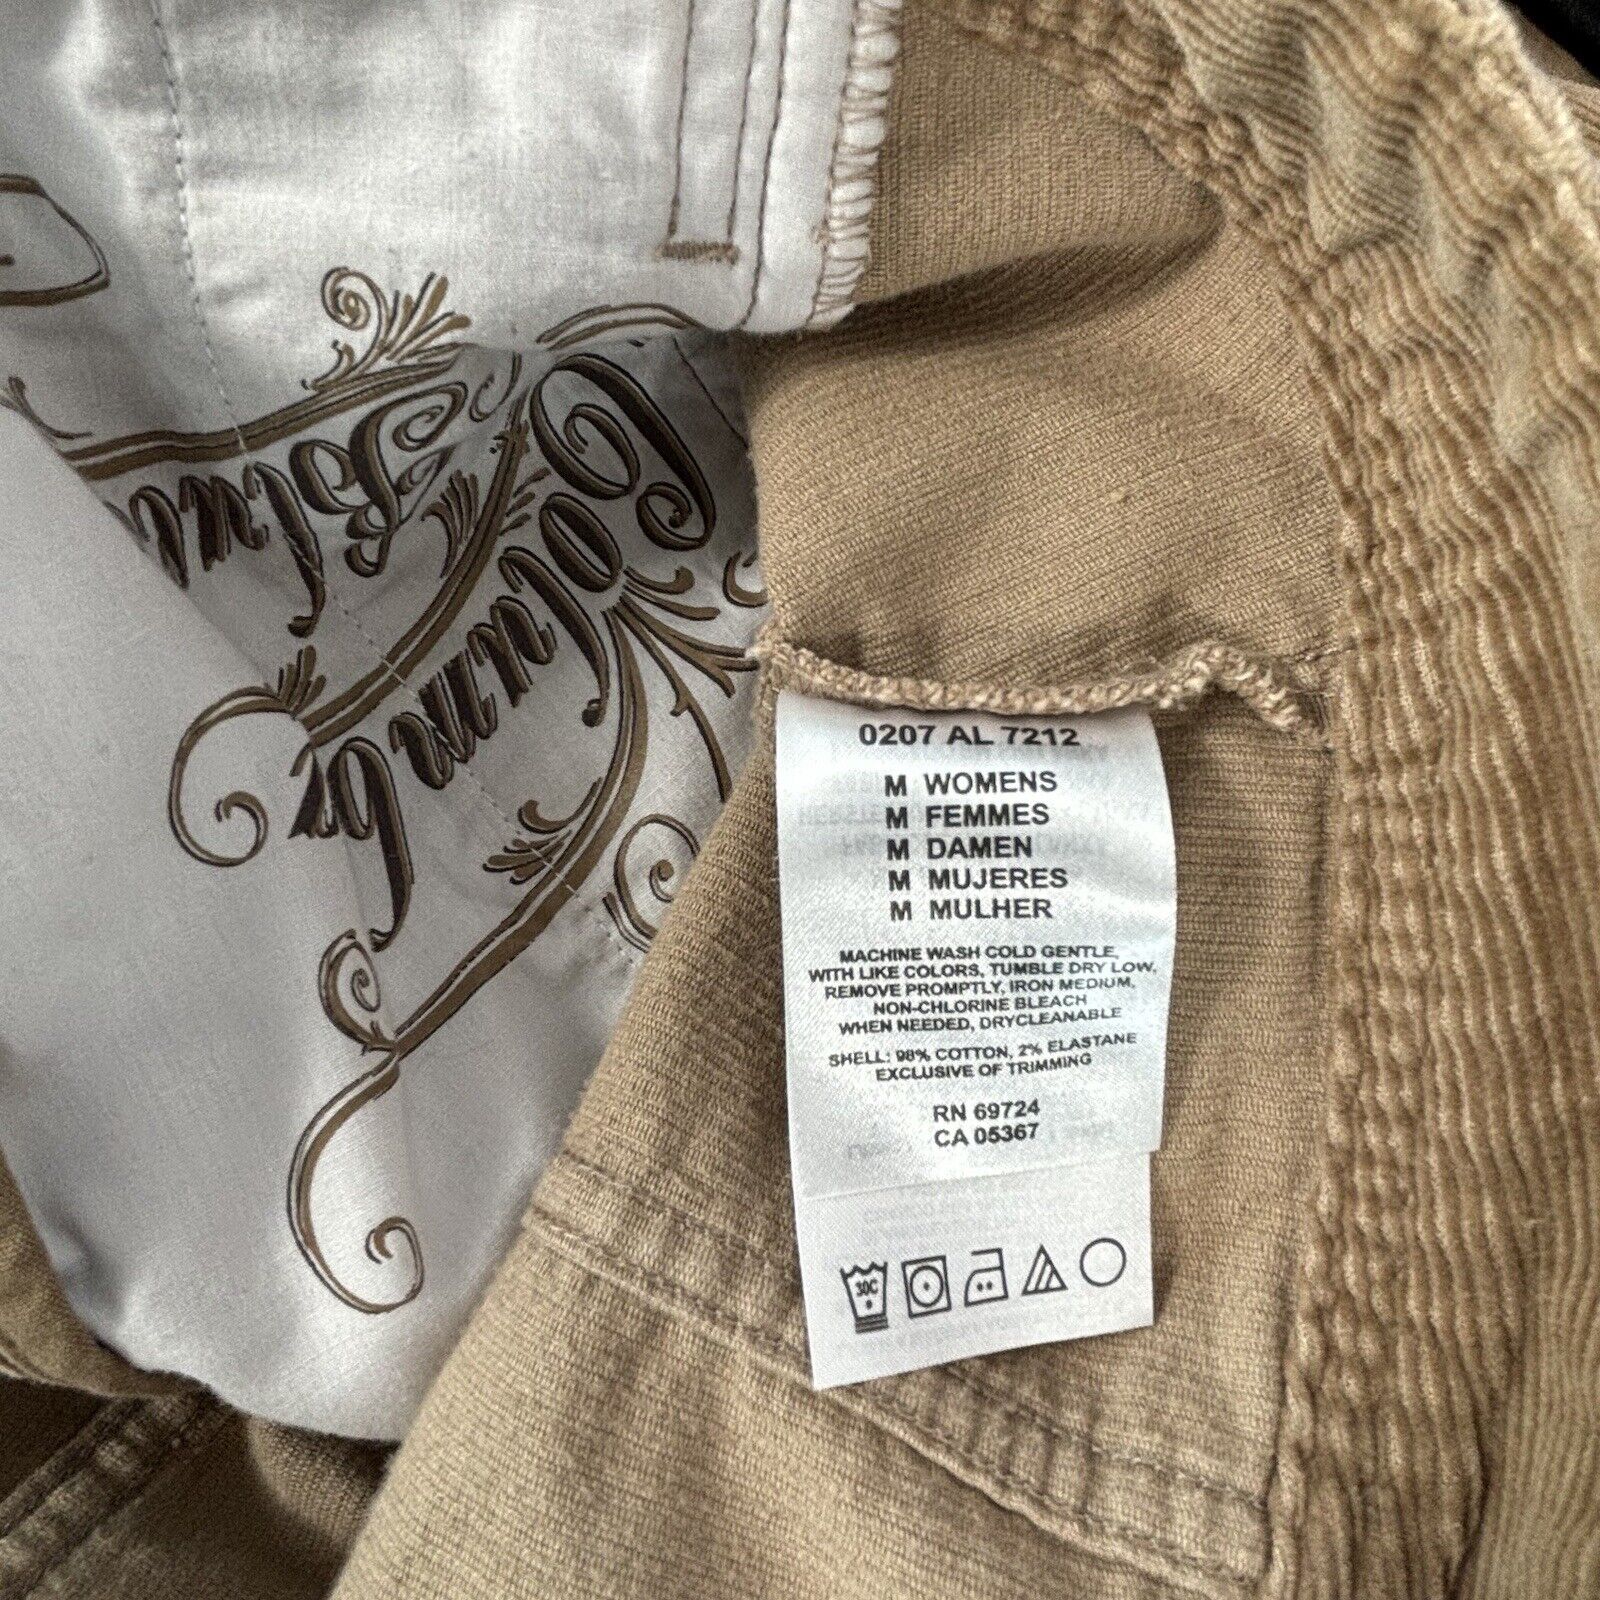 Columbia
0207 AL 7212
M WOMENS
M FEMMES
M DAMEN
M MUJERES
M MULHER
MACHINE WASH COLD GENTLE,
WITH LIKE COLORS, TUMBLE DRY LOW,
REMOVE PROMPTLY, IRON MEDIUM,
NON-CHLORINE BLEACH
WHEN NEEDED, DRYCLEANABLE
SHELL: 98% COTTON, 2% ELASTANE
EXCLUSIVE OF TRIMMING
RN 69724
CA 05367
30C